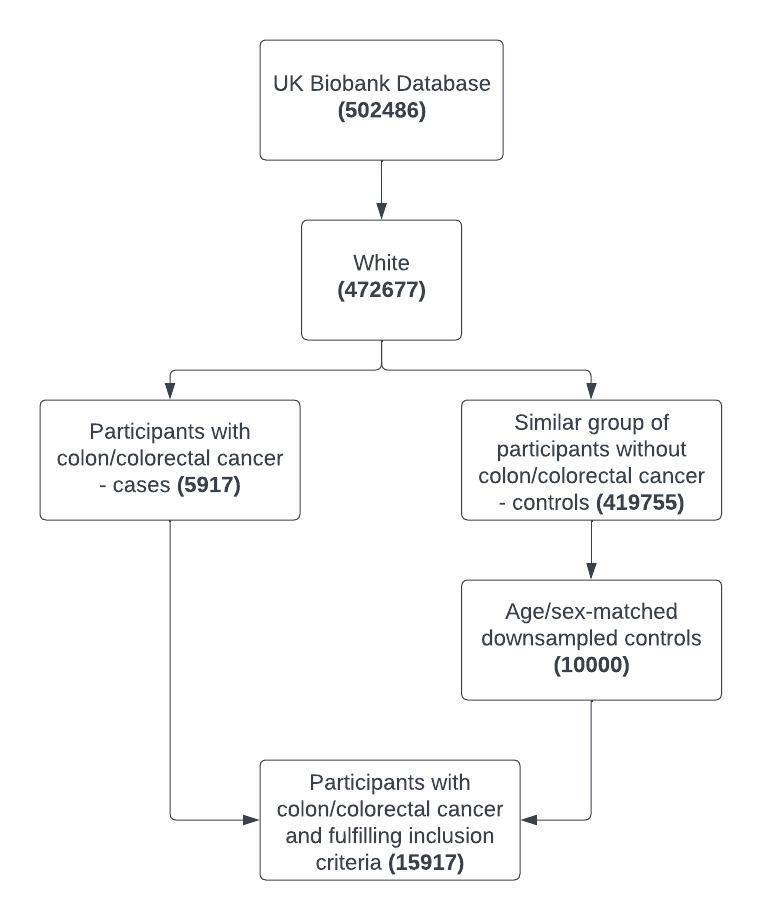 UK Biobank Database
(502486)
White
(472677)
Participants with
colon/colorectal cancer
- cases (5917)
Similar group of
participants without
colon/colorectal cancer
- controls (419755)
Age/sex-matched
downsampled controls
(10000)
Participants with
colon/colorectal cancer
and fulfilling inclusion
criteria (15917)